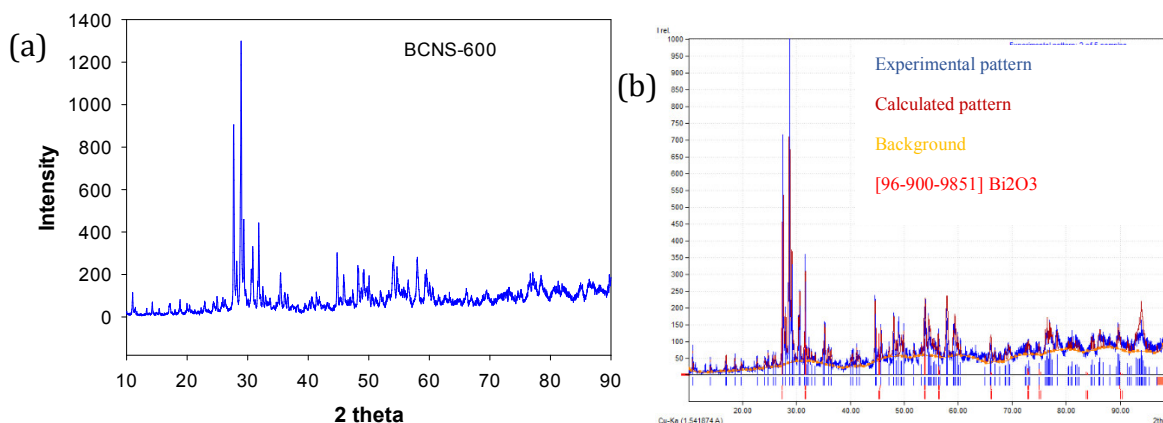 (a)
BCNS-600
Intensity
1400
1200
1000
800
600
400
200
0
10 20 30 40 50 60 70 80 90
2 theta
(b)
I rel.
Experimental pattern
Calculated pattern
Background
[96-900-9851] Bi2O3
1000
950
900
850
800
750
700
650
600
550
500
450
400
350
300
250
200
150
100
50
20.00 30.00 40.00 50.00 60.00 70.00 80.00 90.00
Cu-Ka (1.541874 A)